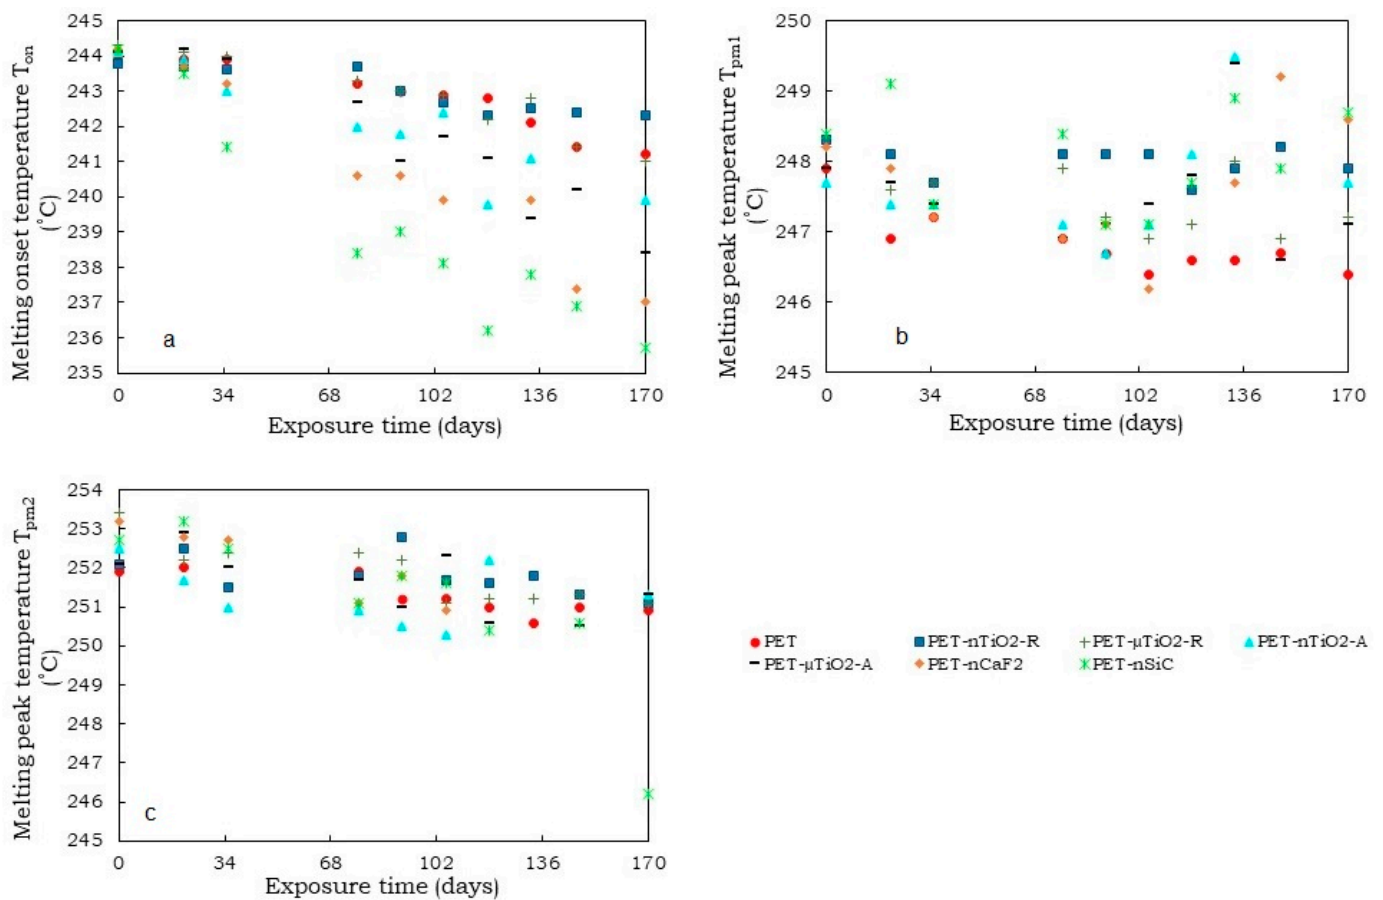 Melting onset temperature Ton
(°C)
245
244
243
242
241
240
239
238
237
236
235
a
0 34 68 102 136 170
Exposure time (days)
Melting peak temperature Tpm1
(°C)
250
249
248
247
246
245
b
0 34 68 102 136 170
Exposure time (days)
Melting peak temperature Tpm2
(°C)
254
253
252
251
250
249
248
247
246
245
c
0 34 68 102 136 170
Exposure time (days)
PET PET-nTiO2-R PET-µTiO2-R PET-nTiO2-A
PET-µTiO2-A PET-nCaF2 PET-nSiC